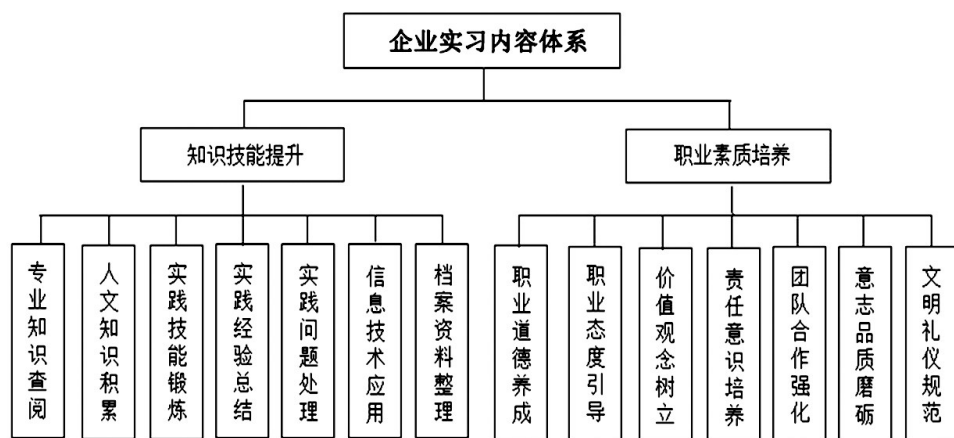 企业实习内容体系
知识技能提升
职业素质培养
专业知识查阅
人文知识积累
实践技能锻炼
实践经验总结
实践问题处理
信息技术应用
档案资料整理
职业道德养成
职业态度引导
价值观念树立
责任意识培养
团队合作强化
意志品质磨砺
文明礼仪规范